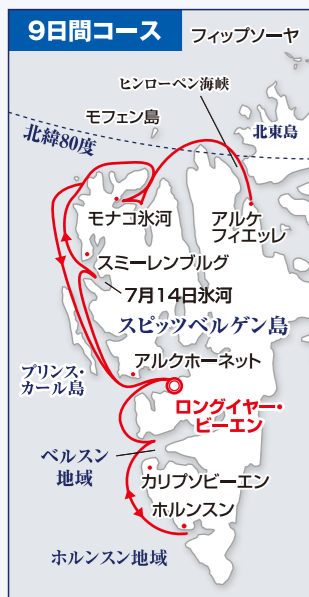 9日間コース
フィップソーヤ
ヒンローペン海峡
モフェン島
北東島
北緯80度
モナコ氷河
アルケ
フィエッレ
スミーレンブルグ
7月14日氷河
スピッツベルゲン島
アルクホーネット
プリンス・
カール島
ロングイヤー・
ビーエン
ベルスン
地域
カリプソビーエン
ホルンスン
ホルンスン地域